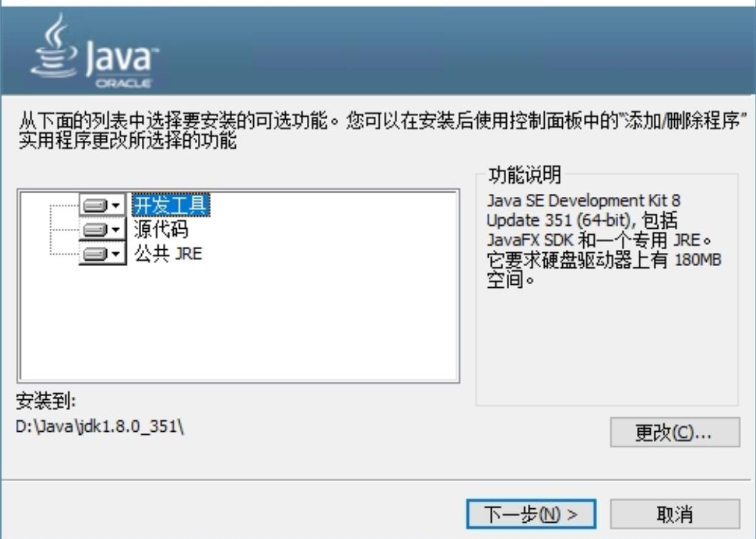 Java
ORACLE
从下面的列表中选择要安装的可选功能。您可以在安装后使用控制面板中的"添加/删除程序"
实用程序更改所选择的功能
功能说明
开发工具
源代码
公共 JRE
Java SE Development Kit 8
Update 351 (64-bit), 包括
JavaFX SDK 和一个专用 JRE。
它要求硬盘驱动器上有 180MB
空间。
安装到:
D:\Java\jdk1.8.0_351\
更改(C)...
下一步(N) >
取消